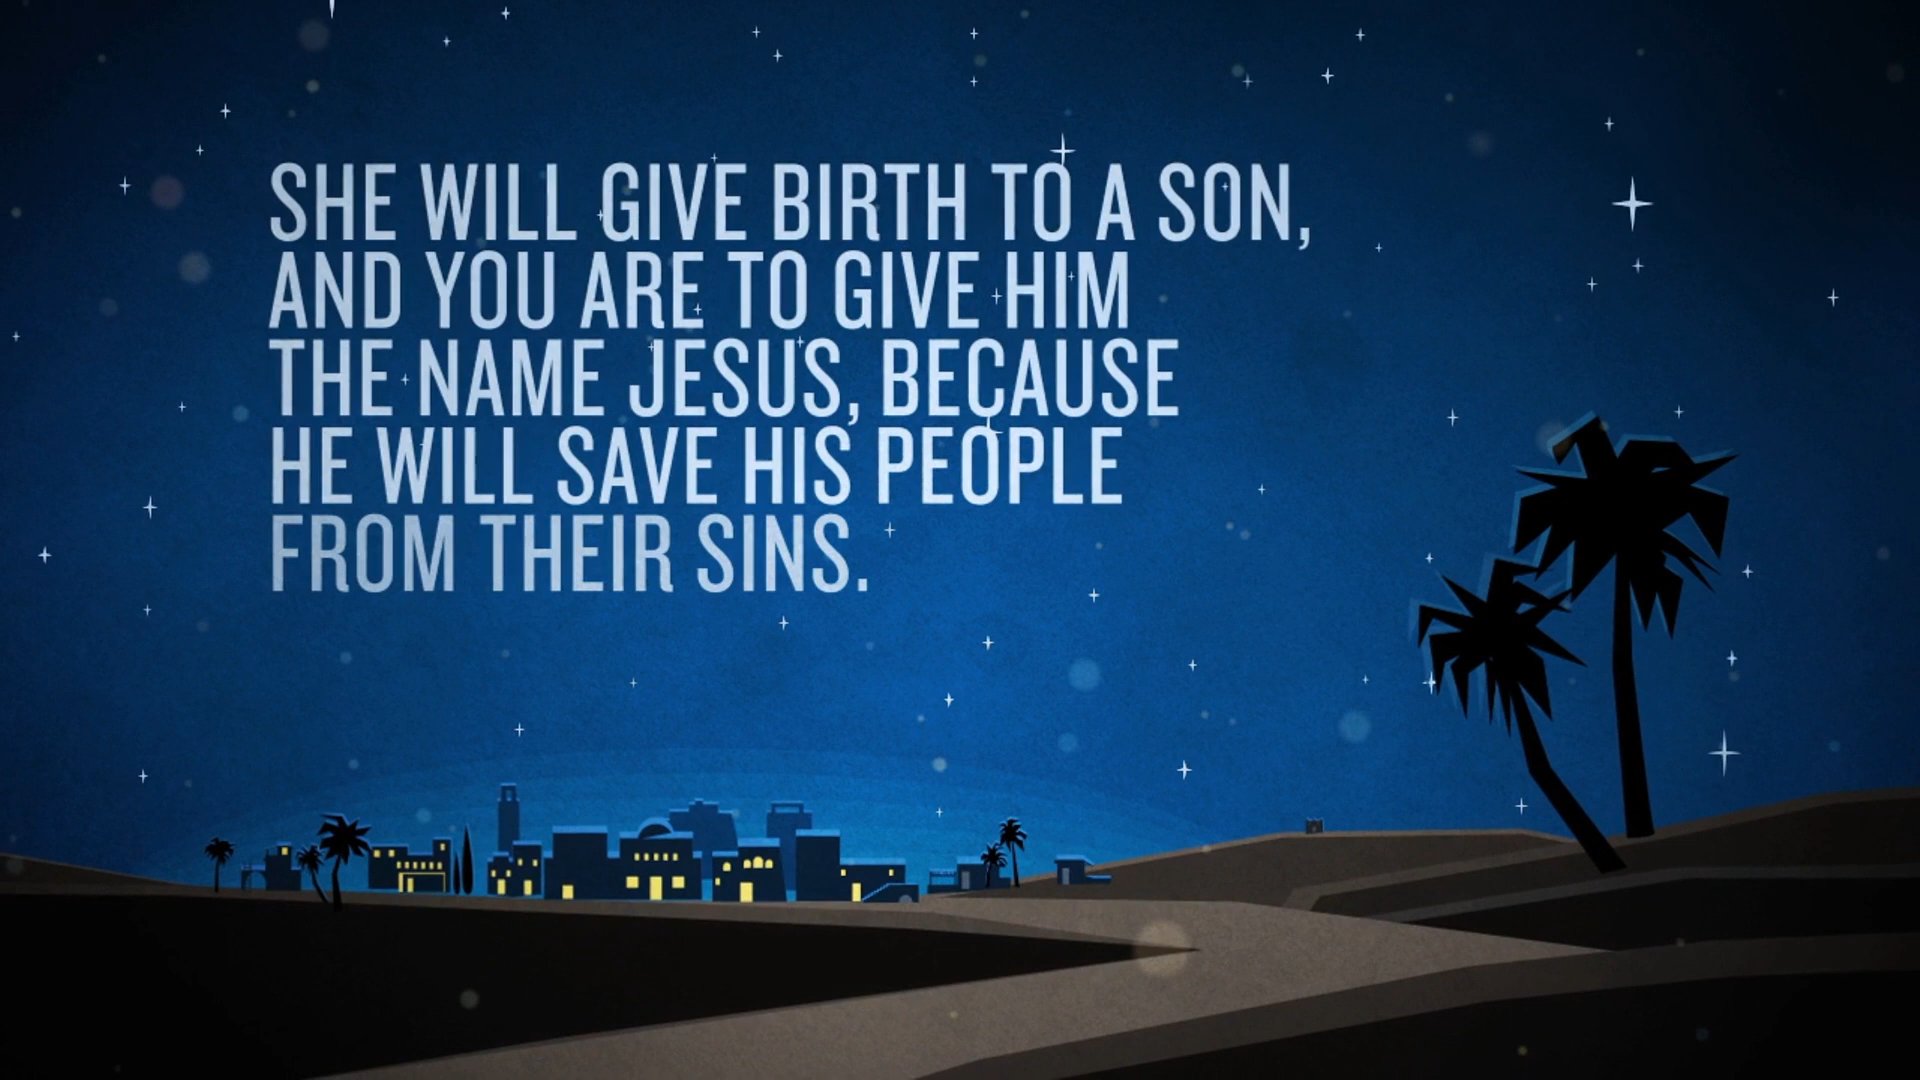 SHE WILL GIVE BIRTH TO A SON,
AND YOU ARE TO GIVE HIM
THE NAME JESUS, BECAUSE
HE WILL SAVE HIS PEOPLE
FROM THEIR SINS.